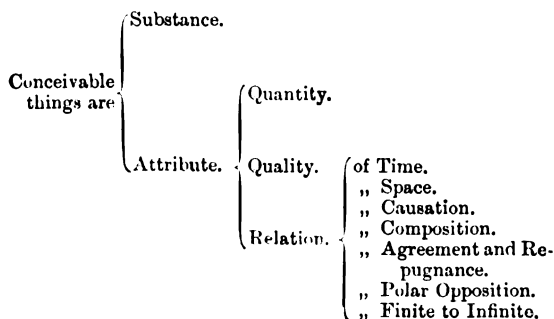 Substance.
Conceivable
things are
Quantity.
Attribute.
Quality.
Relation.
of Time.
„ Space.
„ Causation.
„ Composition.
„ Agreement and Re-
pugnance.
„ Polar Opposition.
„ Finite to Infinite.